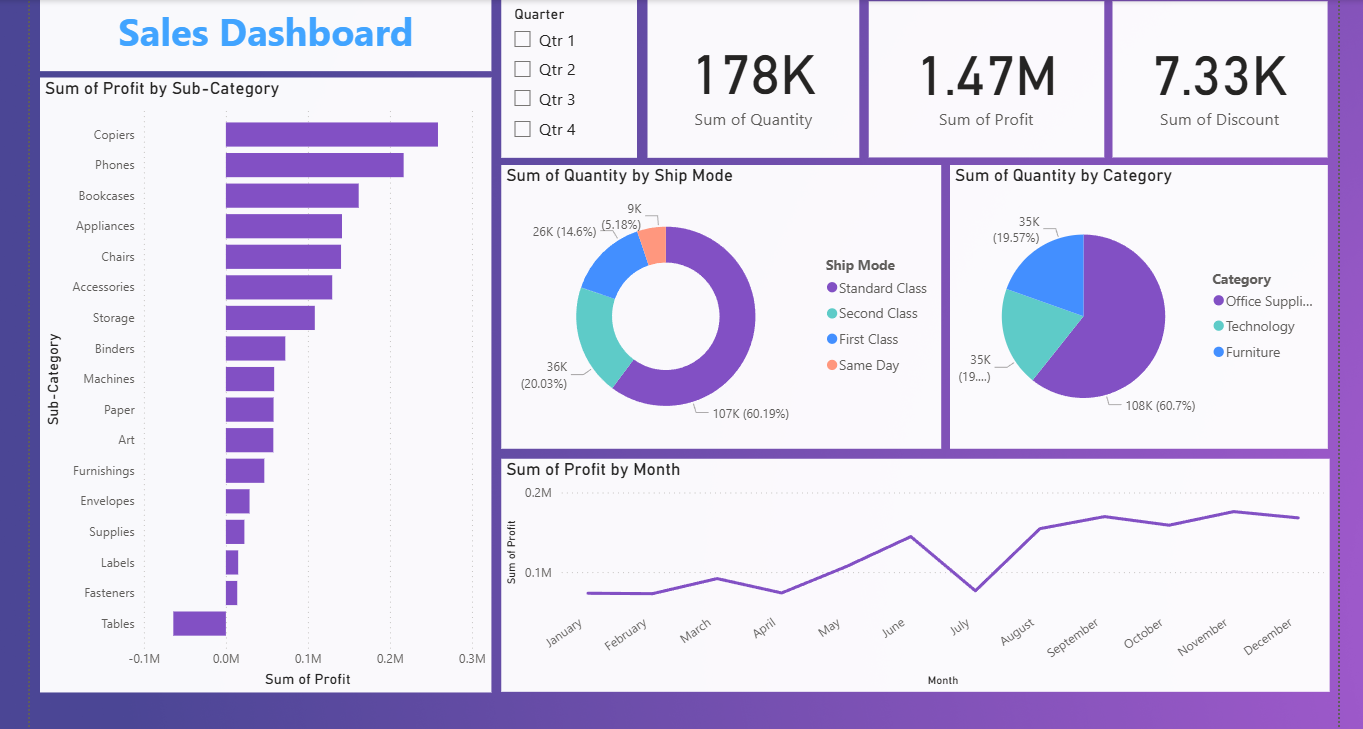 Sales Dashboard
Quarter
Qtr 1
Qtr 2
Qtr 3
Qtr 4
178K
Sum of Quantity
1.47M
Sum of Profit
7.33K
Sum of Discount
Sum of Profit by Sub-Category
Sub-Category
Copiers
Phones
Bookcases
Appliances
Chairs
Accessories
Storage
Binders
Machines
Paper
Art
Furnishings
Envelopes
Supplies
Labels
Fasteners
Tables
-0.1M 0.0M 0.1M 0.2M 0.3M
Sum of Profit
Sum of Quantity by Ship Mode
9K
(5.18%)
26K (14.6%)
36K
(20.03%)
107K (60.19%)
Ship Mode
Standard Class
Second Class
First Class
Same Day
Sum of Quantity by Category
35K
(19.57%)
35K
(19....)
108K (60.7%)
Category
Office Suppli...
Technology
Furniture
Sum of Profit by Month
Sum of Profit
0.2M
0.1M
January February March April May June July August September October November December
Month